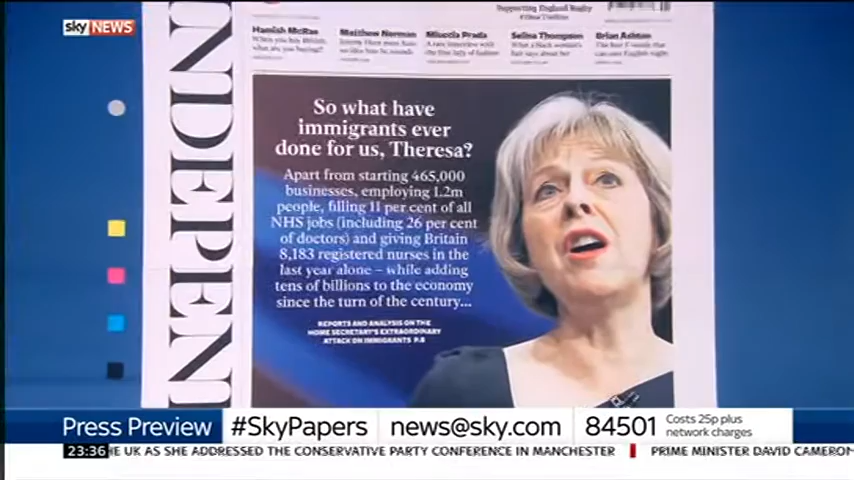 sky NEWS
INDEPEN
Supporting England Rugby
Hamish McRae
Matthew Norman
Miuccia Prada
Selina Thompson
Brian Ashton
So what have
immigrants ever
done for us, Theresa?
Apart from starting 465,000
businesses, employing 1.2m
people, filling 11 per cent of all
NHS jobs (including 26 per cent
of doctors) and giving Britain
8,183 registered nurses in the
last year alone – while adding
tens of billions to the economy
since the turn of the century...
REPORTS AND ANALYSIS ON THE
HOME SECRETARY'S EXTRAORDINARY
ATTACK ON IMMIGRANTS P.8
Press Preview
#SkyPapers
news@sky.com
84501
Costs 25p plus
network charges
23:36
E UK AS SHE ADDRESSED THE CONSERVATIVE PARTY CONFERENCE IN MANCHESTER
PRIME MINISTER DAVID CAMERON